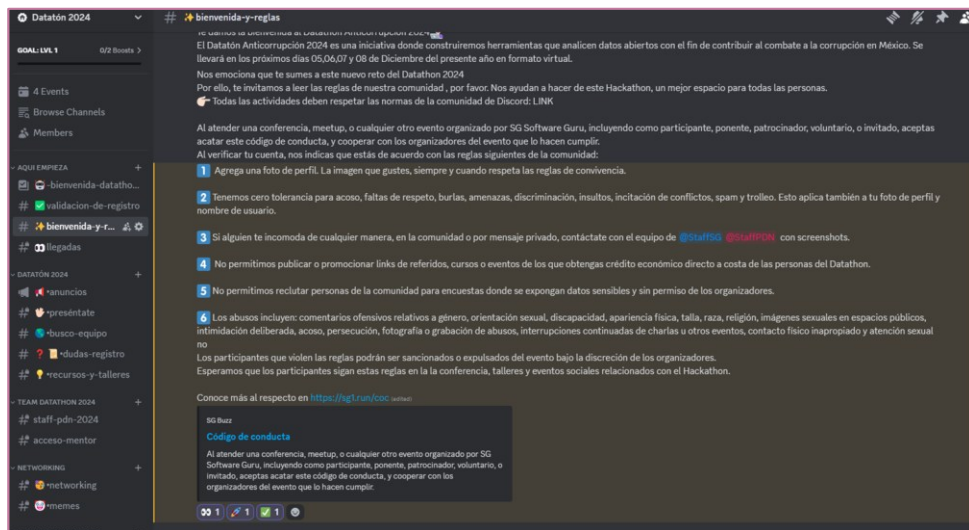 Datatón 2024
# ✨bienvenida-y-reglas
GOAL: LVL 1 0/2 Boosts >
4 Events
Browse Channels
Members
AQUI EMPIEZA +
-bienvenida-datatho...
# ✅validacion-de-registro
# ✨bienvenida-y-r...
# 👀llegadas
DATATÓN 2024 +
•anuncios
# •preséntate
# •busco-equipo
# ❓•dudas-registro
# 💡•recursos-y-talleres
TEAM DATATHON 2024 +
# staff-pdn-2024
# acceso-mentor
NETWORKING +
# •networking
# •memes
Te damos la bienvenida al Datathon Anticorrupción 2024
El Datatón Anticorrupción 2024 es una iniciativa donde construiremos herramientas que analicen datos abiertos con el fin de contribuir al combate a la corrupción en México. Se
llevará en los próximos días 05,06,07 y 08 de Diciembre del presente año en formato virtual.
Nos emociona que te sumes a este nuevo reto del Datathon 2024
Por ello, te invitamos a leer las reglas de nuestra comunidad , por favor. Nos ayudan a hacer de este Hackathon, un mejor espacio para todas las personas.
👉 Todas las actividades deben respetar las normas de la comunidad de Discord: LINK
Al atender una conferencia, meetup, o cualquier otro evento organizado por SG Software Guru, incluyendo como participante, ponente, patrocinador, voluntario, o invitado, aceptas
acatar este código de conducta, y cooperar con los organizadores del evento que lo hacen cumplir.
Al verificar tu cuenta, nos indicas que estás de acuerdo con las reglas siguientes de la comunidad:
1 Agrega una foto de perfil. La imagen que gustes, siempre y cuando respeta las reglas de convivencia.
2 Tenemos cero tolerancia para acoso, faltas de respeto, burlas, amenazas, discriminación, insultos, incitación de conflictos, spam y trolleo. Esto aplica también a tu foto de perfil y
nombre de usuario.
3 Si alguien te incomoda de cualquier manera, en la comunidad o por mensaje privado, contáctate con el equipo de @StaffSG @StaffPDN con screenshots.
4 No permitimos publicar o promocionar links de referidos, cursos o eventos de los que obtengas crédito económico directo a costa de las personas del Datathon.
5 No permitimos reclutar personas de la comunidad para encuestas donde se expongan datos sensibles y sin permiso de los organizadores.
6 Los abusos incluyen: comentarios ofensivos relativos a género, orientación sexual, discapacidad, apariencia física, talla, raza, religión, imágenes sexuales en espacios públicos,
intimidación deliberada, acoso, persecución, fotografía o grabación de abusos, interrupciones continuadas de charlas u otros eventos, contacto físico inapropiado y atención sexual
no
Los participantes que violen las reglas podrán ser sancionados o expulsados del evento bajo la discreción de los organizadores.
Esperamos que los participantes sigan estas reglas en la la conferencia, talleres y eventos sociales relacionados con el Hackathon.
Conoce más al respecto en https://sg1.run/coc (edited)
SG Buzz
Código de conducta
Al atender una conferencia, meetup, o cualquier otro evento organizado por SG
Software Guru, incluyendo como participante, ponente, patrocinador, voluntario, o
invitado, aceptas acatar este código de conducta, y cooperar con los
organizadores del evento que lo hacen cumplir.
👀 1 🚀 1 ✅ 1